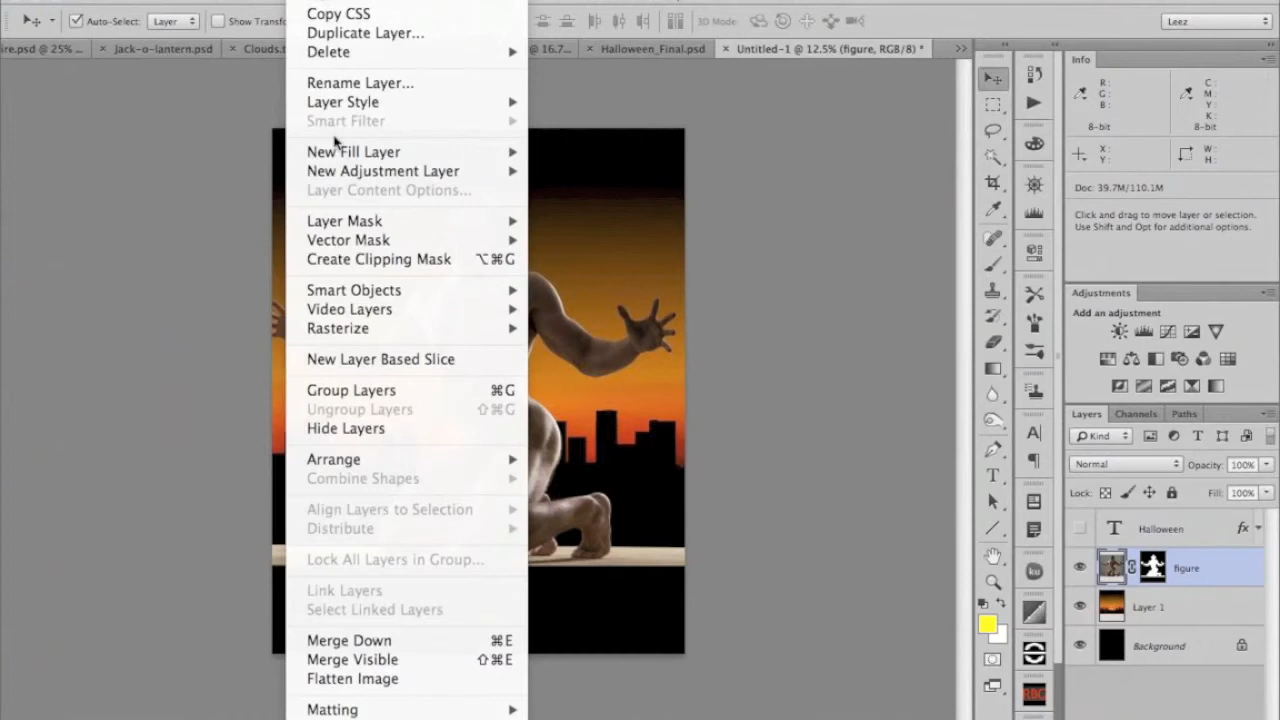 Auto-Select:
Layer
Show Transfo
3D Mode:
Leez
ire.psd @ 25% ...
Jack-o-lantern.psd
Clouds.t
@ 16.7...
Halloween_Final.psd
Untitled-1 @ 12.5% (figure, RGB/8) *
Copy CSS
Duplicate Layer...
Delete
Rename Layer...
Layer Style
Smart Filter
New Fill Layer
New Adjustment Layer
Layer Content Options...
Layer Mask
Vector Mask
Create Clipping Mask ⌥⌘G
Smart Objects
Video Layers
Rasterize
New Layer Based Slice
Group Layers ⌘G
Ungroup Layers ⇧⌘G
Hide Layers
Arrange
Combine Shapes
Align Layers to Selection
Distribute
Lock All Layers in Group...
Link Layers
Select Linked Layers
Merge Down ⌘E
Merge Visible ⇧⌘E
Flatten Image
Matting
ku
RBG
Info
R: C:
G: M:
B: Y:
K:
8-bit 8-bit
X: W:
Y: H:
Doc: 39.7M/110.1M
Click and drag to move layer or selection.
Use Shift and Opt for additional options.
Adjustments
Add an adjustment
Layers Channels Paths
Kind
Normal Opacity: 100%
Lock: Fill: 100%
Halloween fx
figure
Layer 1
Background